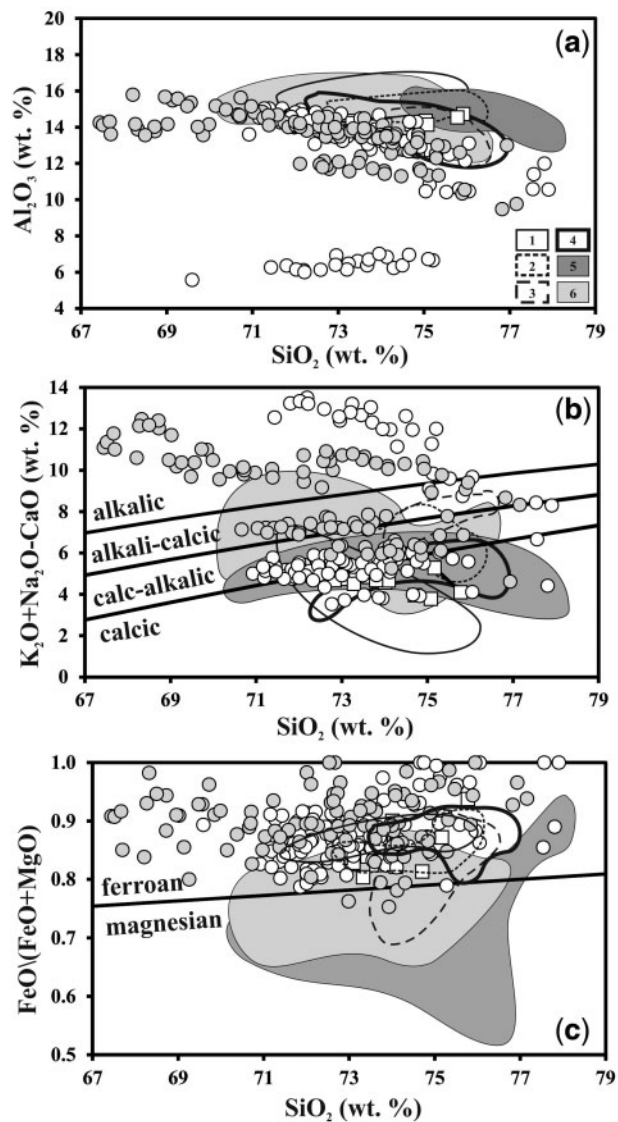 (a)
Al₂O₃ (wt. %)
20
18
16
14
12
10
8
6
4
1
4
2
5
3
6
67 69 71 73 75 77 79
SiO₂ (wt. %)
(b)
K₂O+Na₂O-CaO (wt. %)
14
12
10
8
6
4
2
0
alkalic
alkali-calcic
calc-alkalic
calcic
67 69 71 73 75 77 79
SiO₂ (wt. %)
FeO\(FeO+MgO)
1.0
0.9
0.8
0.7
0.6
0.5
ferroan
magnesian
(c)
67 69 71 73 75 77 79
SiO₂ (wt. %)